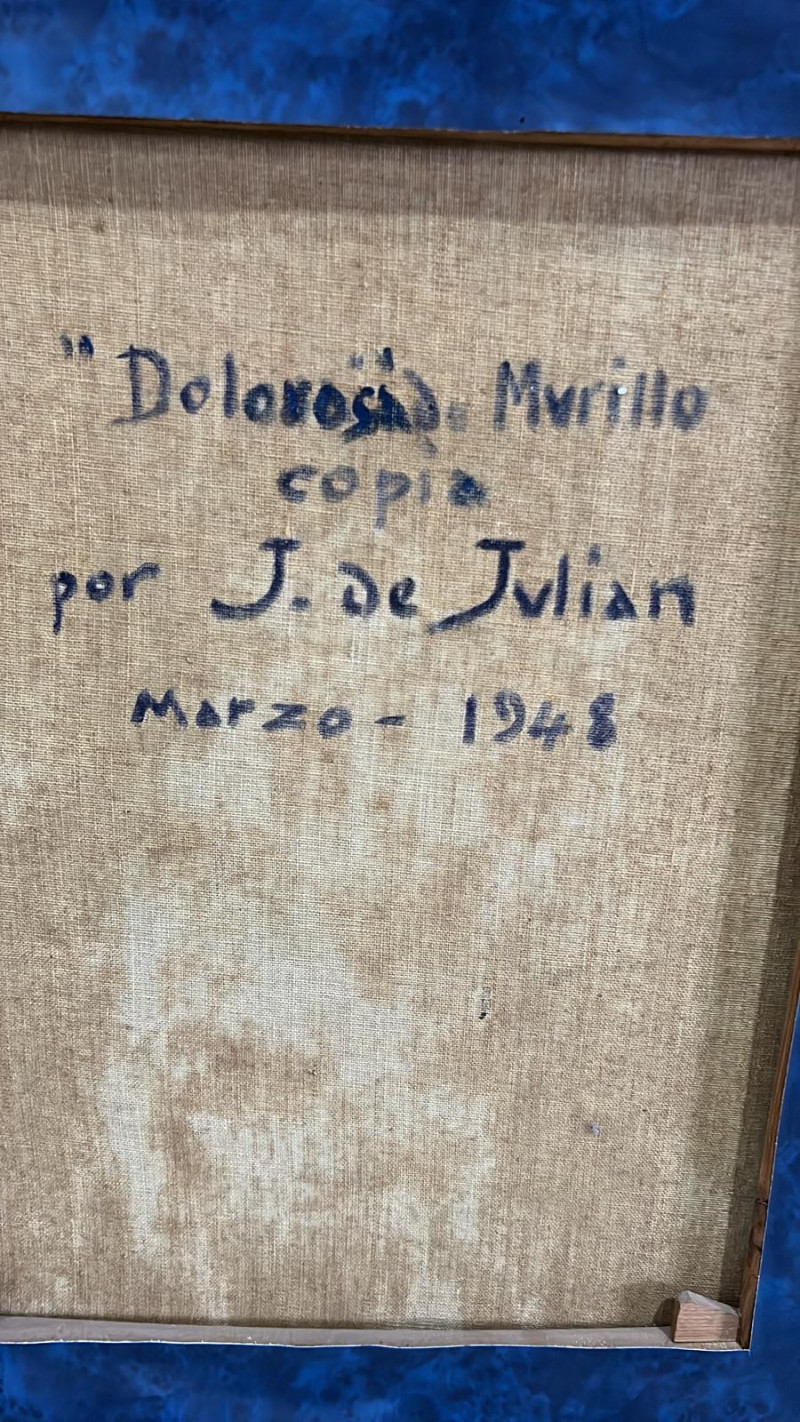 "Dolorosa" de Murillo
copia
por J. de Julian
Marzo - 1948